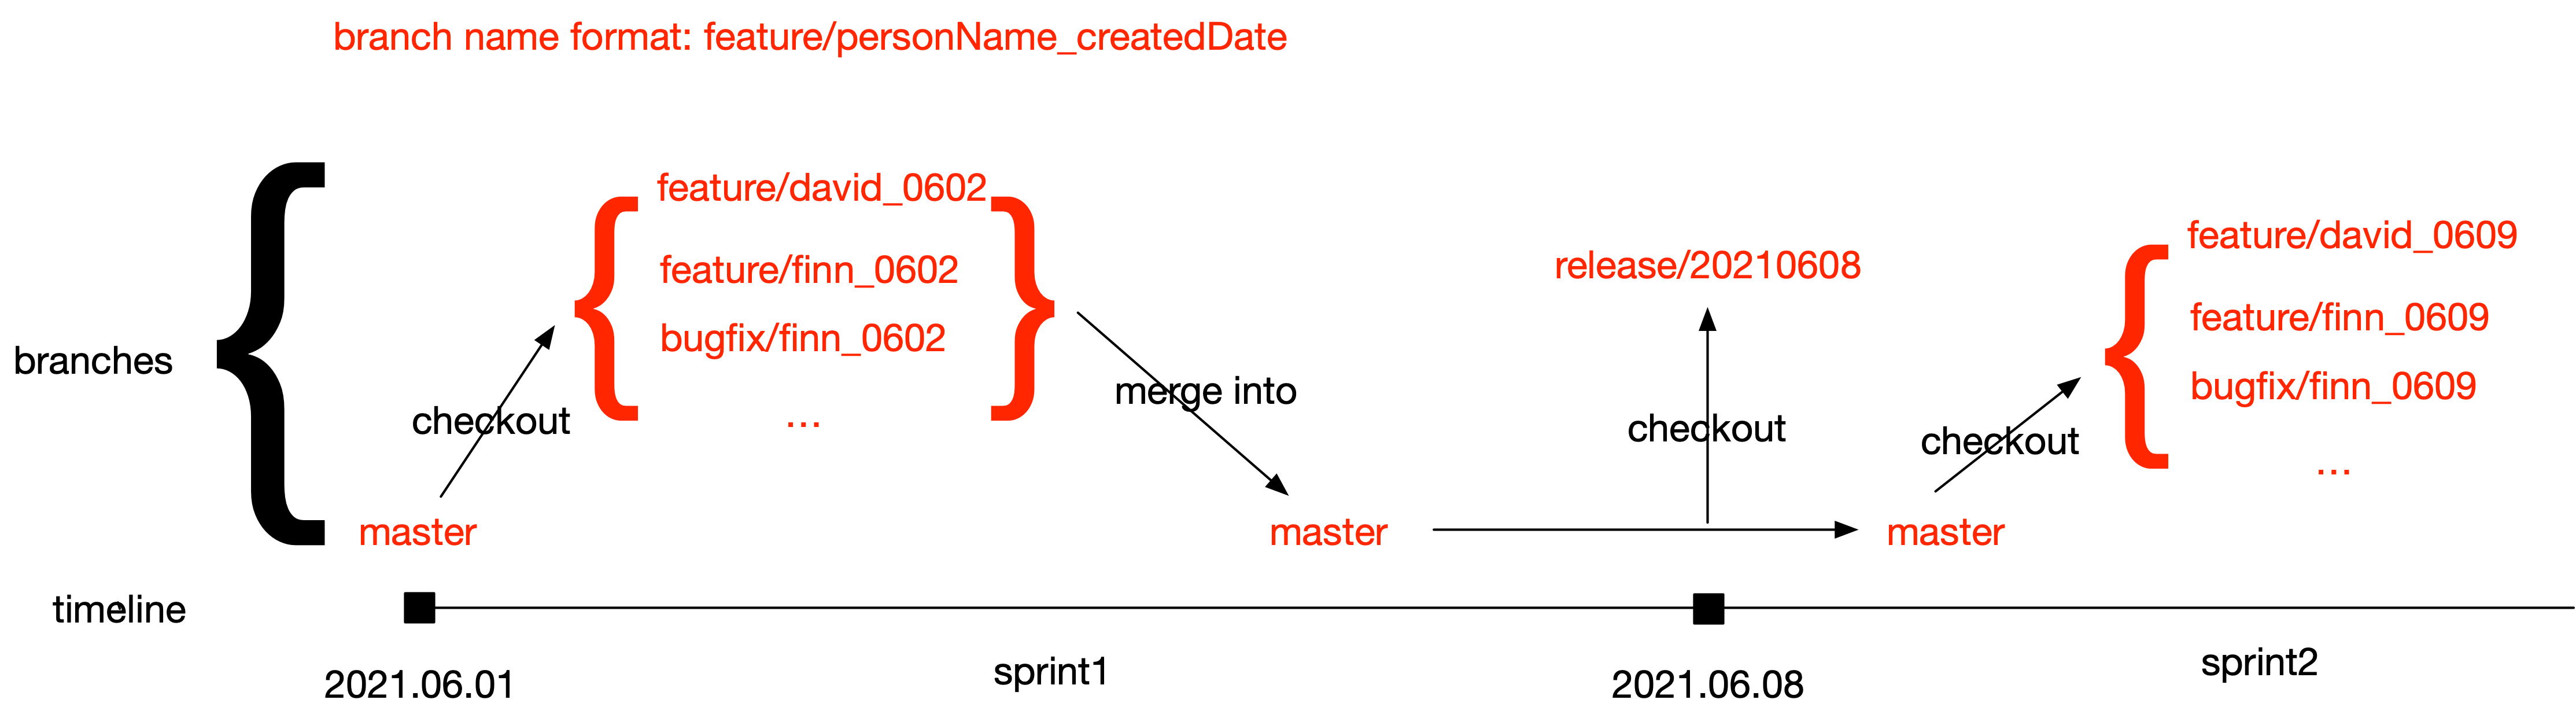 branch name format: feature/personName_createdDate
branches
master
checkout
feature/david_0602
feature/finn_0602
bugfix/finn_0602
...
merge into
master
release/20210608
checkout
master
checkout
feature/david_0609
feature/finn_0609
bugfix/finn_0609
...
timeline
2021.06.01
sprint1
2021.06.08
sprint2